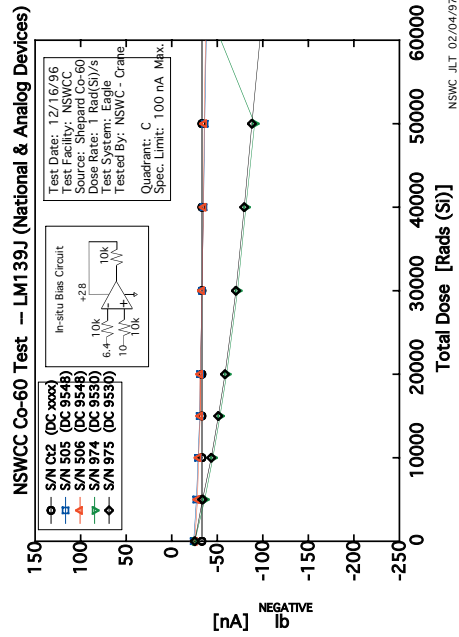 NSWCC Co-60 Test -- LM139J (National & Analog Devices)
S/N Ct2 (DC xxxx)
S/N 505 (DC 9548)
S/N 506 (DC 9548)
S/N 974 (DC 9530)
S/N 975 (DC 9530)
In-situ Bias Circuit
+28
6.4
10k
10k
10
10k
Test Date: 12/16/96
Test Facility: NSWCC
Source: Shepard Co-60
Dose Rate: 1 Rad(Si)/s
Test System: Eagle
Tested By: NSWC - Crane
Quadrant: C
Spec. Limit: 100 nA Max.
150
100
50
0
-50
-100
-150
-200
-250
[nA]
NEGATIVE
Ib
0
10000
20000
30000
40000
50000
60000
Total Dose [Rads (Si)]
NSWC JLT 02/04/97